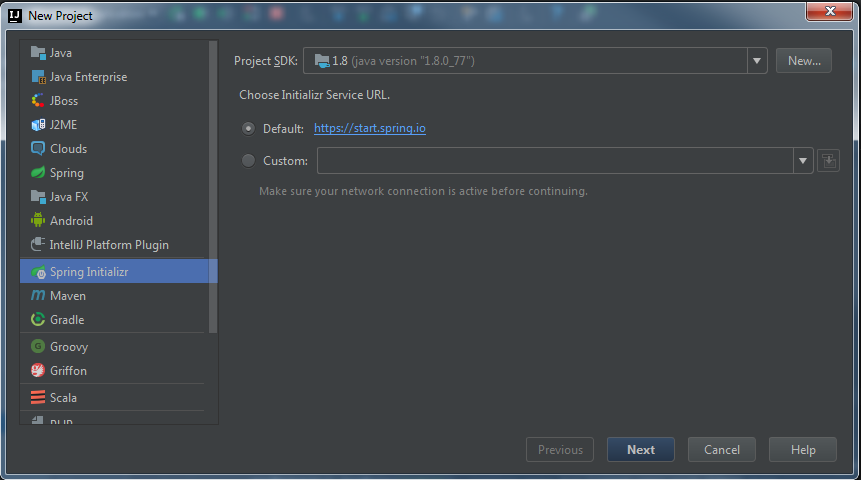 New Project
Java
Java Enterprise
JBoss
J2ME
Clouds
Spring
Java FX
Android
IntelliJ Platform Plugin
Spring Initializr
Maven
Gradle
Groovy
Griffon
Scala
Project SDK: 1.8 (java version "1.8.0_77") New...
Choose Initializr Service URL.
Default: https://start.spring.io
Custom:
Make sure your network connection is active before continuing.
Previous Next Cancel Help